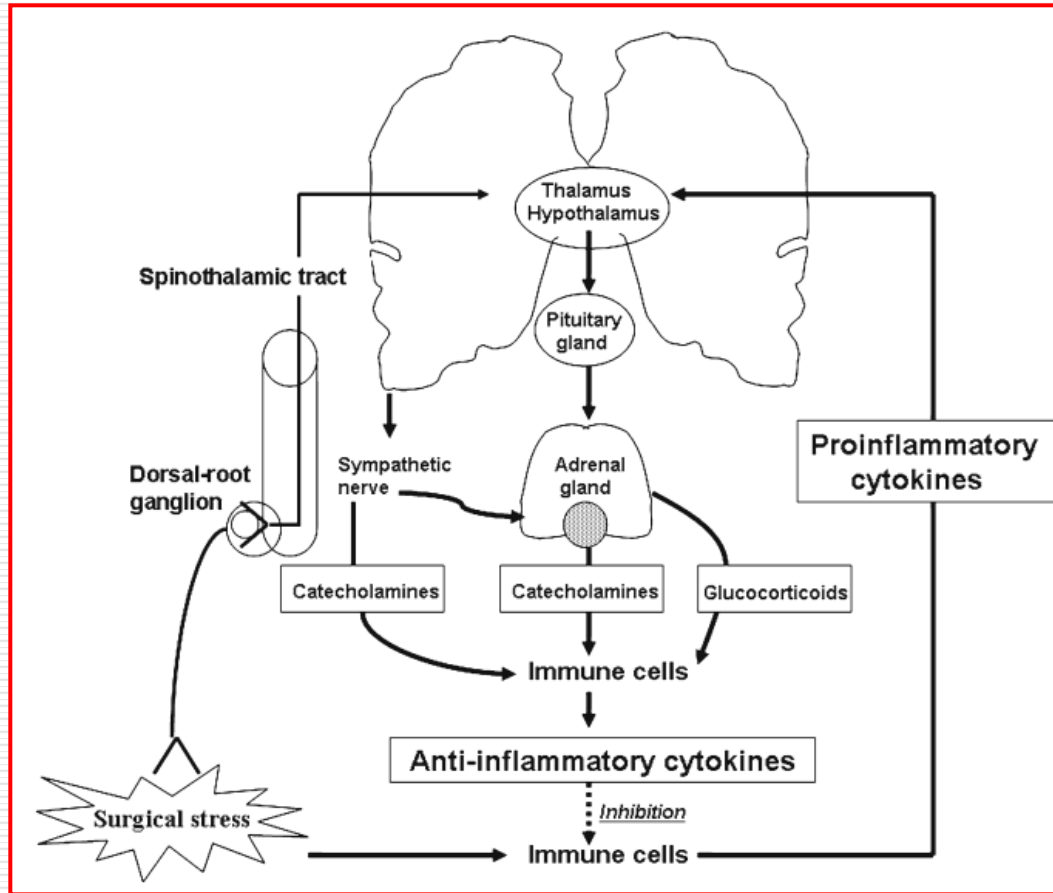 Thalamus
Hypothalamus
Spinothalamic tract
Pituitary
gland
Proinflammatory
cytokines
Dorsal-root
ganglion
Sympathetic
nerve
Adrenal
gland
Catecholamines
Catecholamines
Glucocorticoids
Immune cells
Anti-inflammatory cytokines
Inhibition
Surgical stress
Immune cells